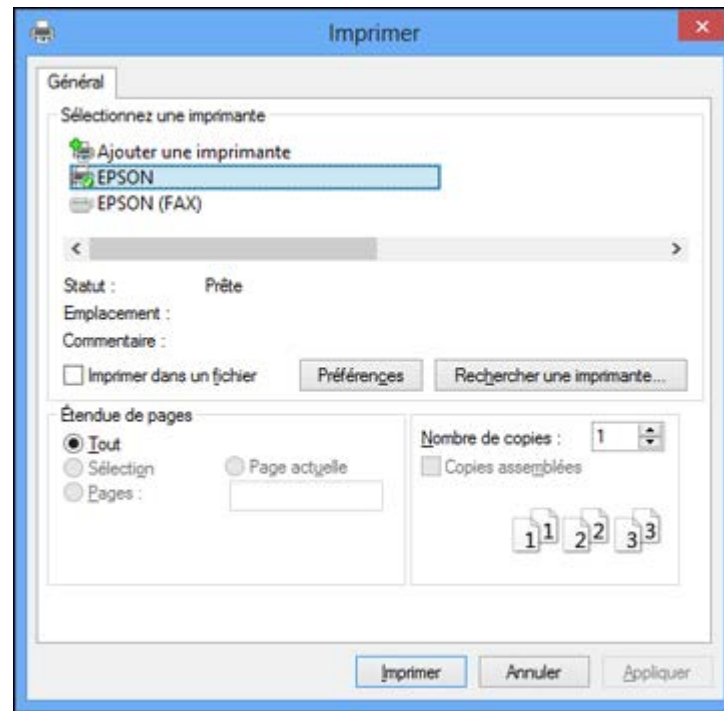 Imprimer
Général
Sélectionnez une imprimante
Ajouter une imprimante
EPSON
EPSON (FAX)
Statut : Prête
Emplacement :
Commentaire :
Imprimer dans un fichier Préférences Rechercher une imprimante...
Étendue de pages
Tout
Sélection Page actuelle
Pages :
Nombre de copies : 1
Copies assemblées
1 1 2 2 3 3
Imprimer Annuler Appliquer